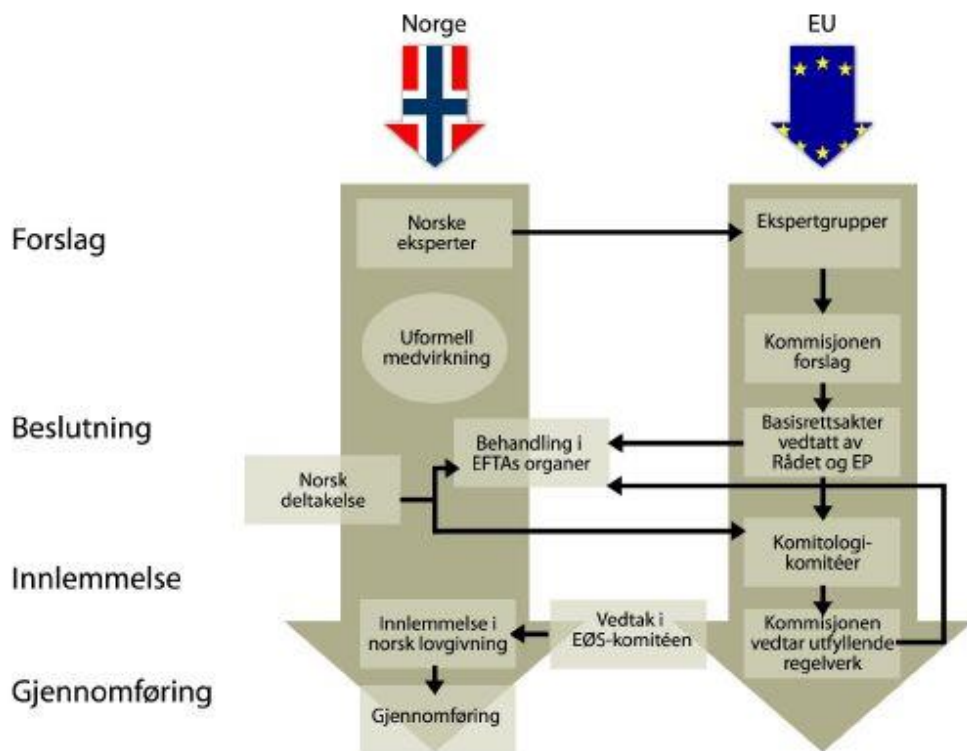 Norge
EU
Forslag
Norske
eksperter
Ekspertgrupper
Uformell
medvirkning
Kommisjonen
forslag
Beslutning
Behandling i
EFTAs organer
Basisrettsakter
vedtatt av
Rådet og EP
Norsk
deltakelse
Komitologi-
komitéer
Innlemmelse
Innlemmelse i
norsk lovgivning
Vedtak i
EØS-komitéen
Kommisjonen
vedtar utfyllende
regelverk
Gjennomføring
Gjennomføring